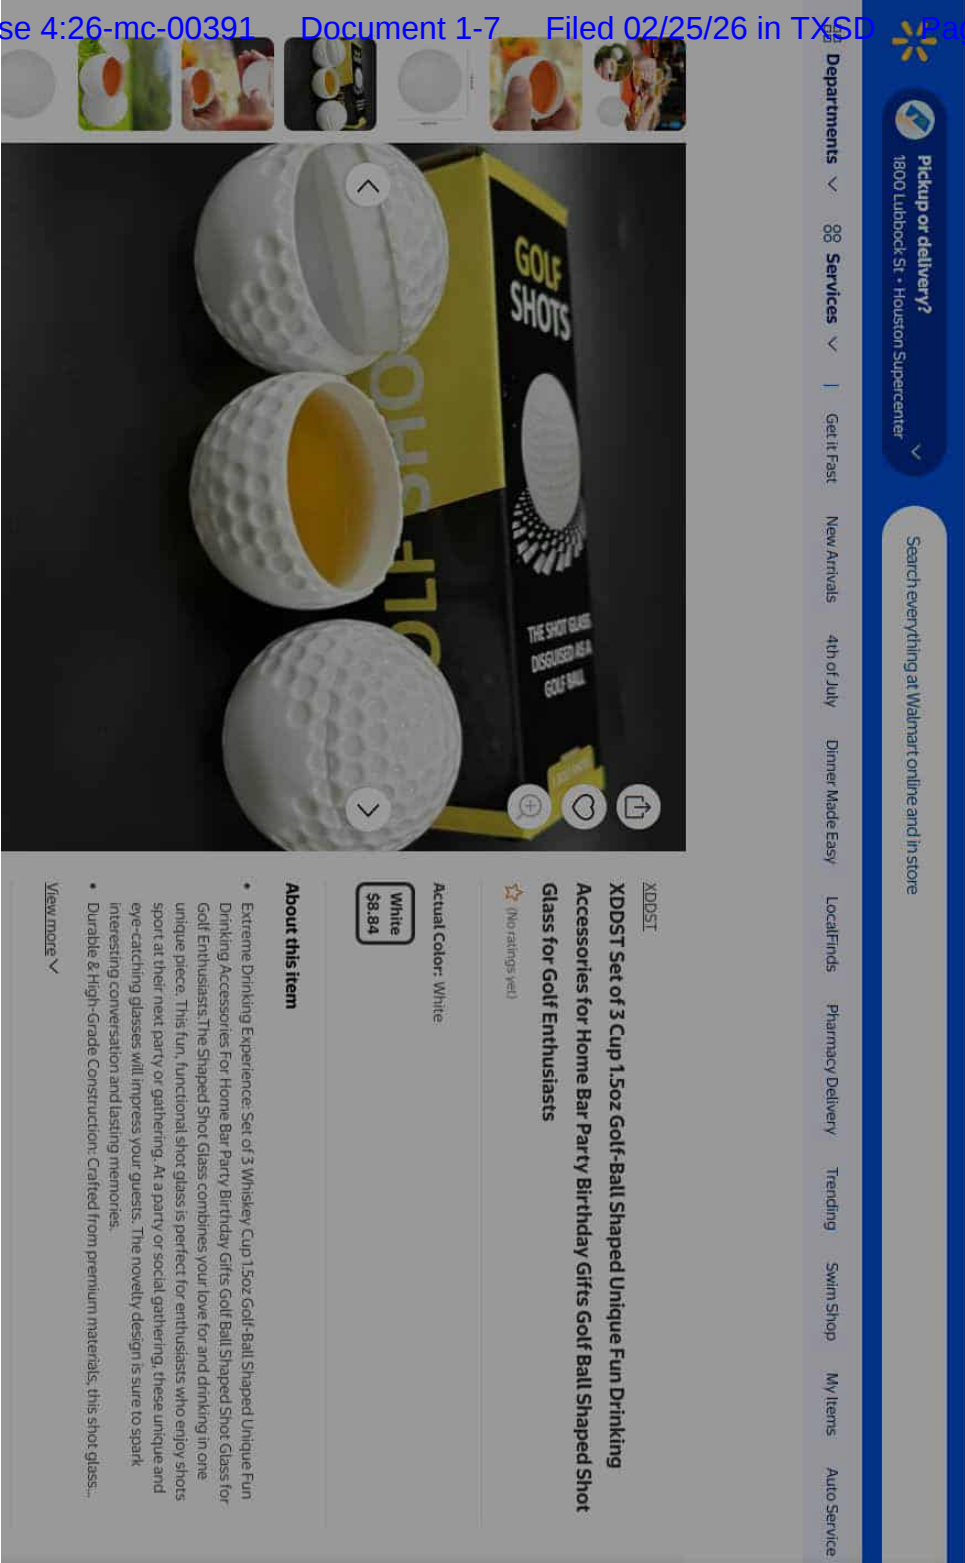 se 4:26-mc-00391 Document 1-7 Filed 02/25/26 in TXSD
Pickup or delivery?
1800 Lubbock St • Houston Supercenter
Search everything at Walmart online and in store
Departments
Services
Get it Fast
New Arrivals
4th of July
Dinner Made Easy
LocalFinds
Pharmacy Delivery
Trending
Swim Shop
My Items
Auto Service
GOLF
SHOTS
THE SHOT GLASS
DISGUISED AS A
GOLF BALL
XDDST
XDDST Set of 3 Cup 1.5oz Golf-Ball Shaped Unique Fun Drinking
Accessories for Home Bar Party Birthday Gifts Golf Ball Shaped Shot
Glass for Golf Enthusiasts
(No ratings yet)
Actual Color: White
White
$8.84
About this item
• Extreme Drinking Experience: Set of 3 Whiskey Cup 1.5oz Golf-Ball Shaped Unique Fun
Drinking Accessories For Home Bar Party Birthday Gifts Golf Ball Shaped Shot Glass for
Golf Enthusiasts.The Shaped Shot Glass combines your love for and drinking in one
unique piece. This fun, functional shot glass is perfect for enthusiasts who enjoy shots
sport at their next party or gathering. At a party or social gathering, these unique and
eye-catching glasses will impress your guests. The novelty design is sure to spark
interesting conversation and lasting memories.
• Durable & High-Grade Construction: Crafted from premium materials, this shot glass...
View more